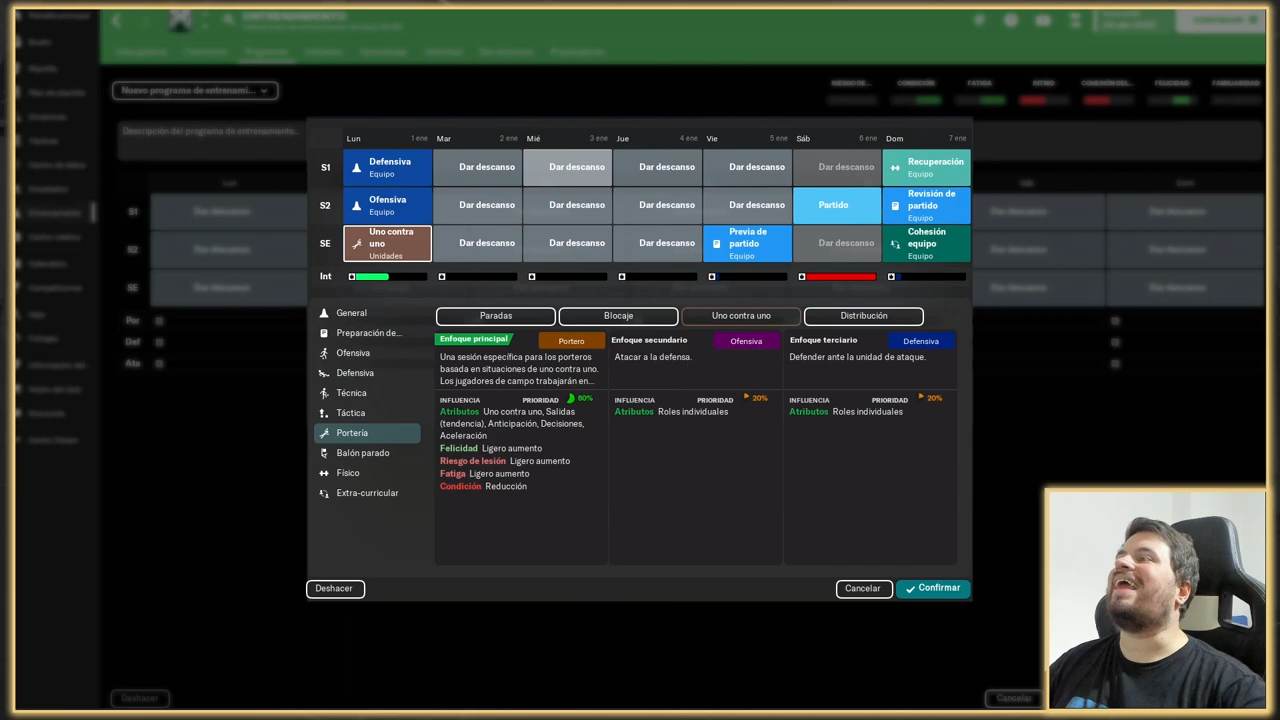 ENTRENAMIENTO
Nuevo programa de entrenami...
Descripción del programa de entrenamiento..
Lun 1 ene Mar 2 ene Mié 3 ene Jue 4 ene Vie 5 ene Sáb 6 ene Dom 7 ene
S1 Defensiva Equipo Dar descanso Dar descanso Dar descanso Dar descanso Dar descanso Recuperación Equipo
S2 Ofensiva Equipo Dar descanso Dar descanso Dar descanso Dar descanso Partido Revisión de partido Equipo
SE Uno contra uno Unidades Dar descanso Dar descanso Dar descanso Previa de partido Equipo Dar descanso Cohesión equipo Equipo
Int
General
Preparación de...
Ofensiva
Defensiva
Técnica
Táctica
Portería
Balón parado
Físico
Extra-curricular
Paradas Blocaje Uno contra uno Distribución
Enfoque principal Portero
Una sesión específica para los porteros
basada en situaciones de uno contra uno.
Los jugadores de campo trabajarán en...
INFLUENCIA PRIORIDAD 60%
Atributos Uno contra uno, Salidas
(tendencia), Anticipación, Decisiones,
Aceleración
Felicidad Ligero aumento
Riesgo de lesión Ligero aumento
Fatiga Ligero aumento
Condición Reducción
Enfoque secundario Ofensiva
Atacar a la defensa.
INFLUENCIA PRIORIDAD 20%
Atributos Roles individuales
Enfoque terciario Defensiva
Defender ante la unidad de ataque.
INFLUENCIA PRIORIDAD 20%
Atributos Roles individuales
Deshacer Cancelar Confirmar
Deshacer Cancelar